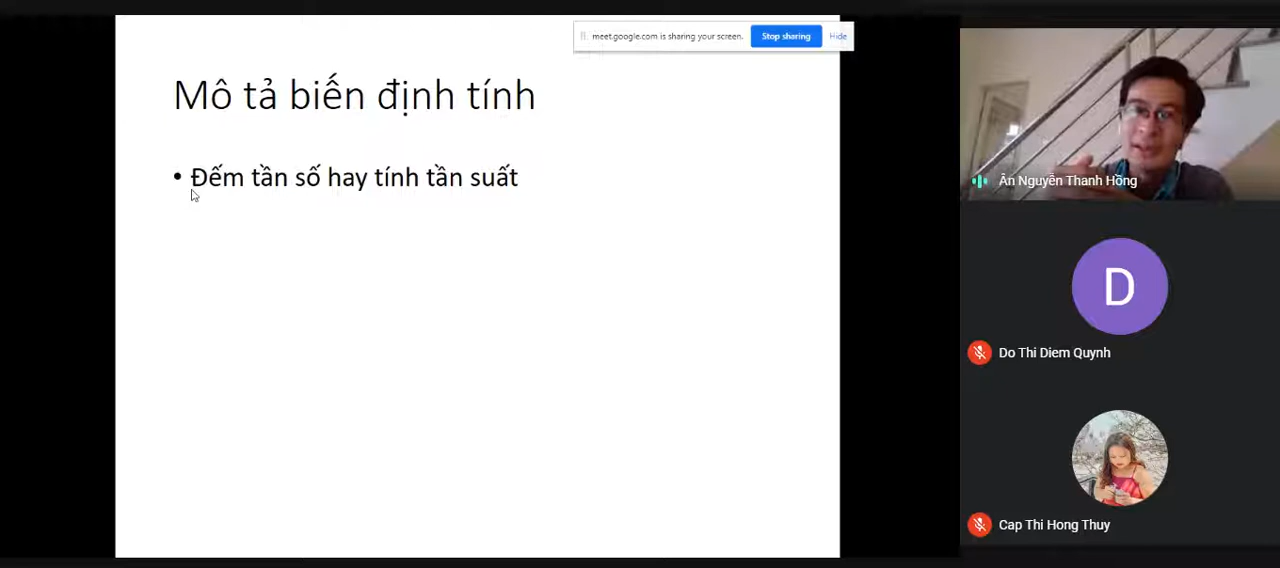 meet.google.com is sharing your screen. Stop sharing Hide
Mô tả biến định tính
• Đếm tần số hay tính tần suất
Ân Nguyễn Thanh Hồng
D
Do Thi Diem Quynh
Cap Thi Hong Thuy